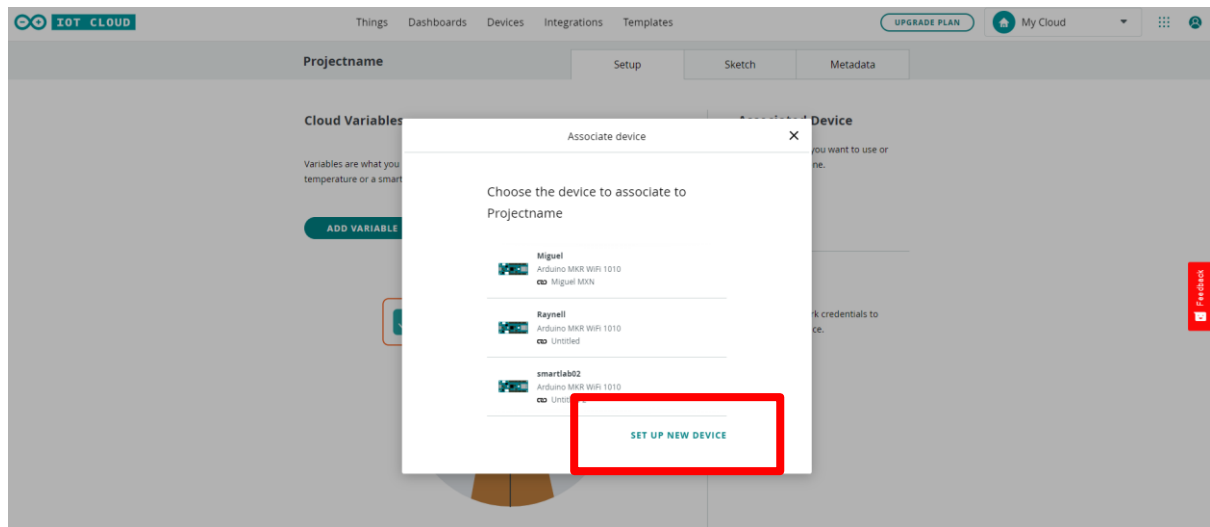 IOT CLOUD
Things Dashboards Devices Integrations Templates
UPGRADE PLAN
My Cloud
Projectname
Setup
Sketch
Metadata
Cloud Variables
Variables are what you
temperature or a smart
ADD VARIABLE
Device
you want to use or
credentials to
Associate device
Choose the device to associate to
Projectname
Miguel
Arduino MKR WiFi 1010
Miguel MXN
Raynell
Arduino MKR WiFi 1010
Untitled
smartlab02
Arduino MKR WiFi 1010
SET UP NEW DEVICE
Feedback